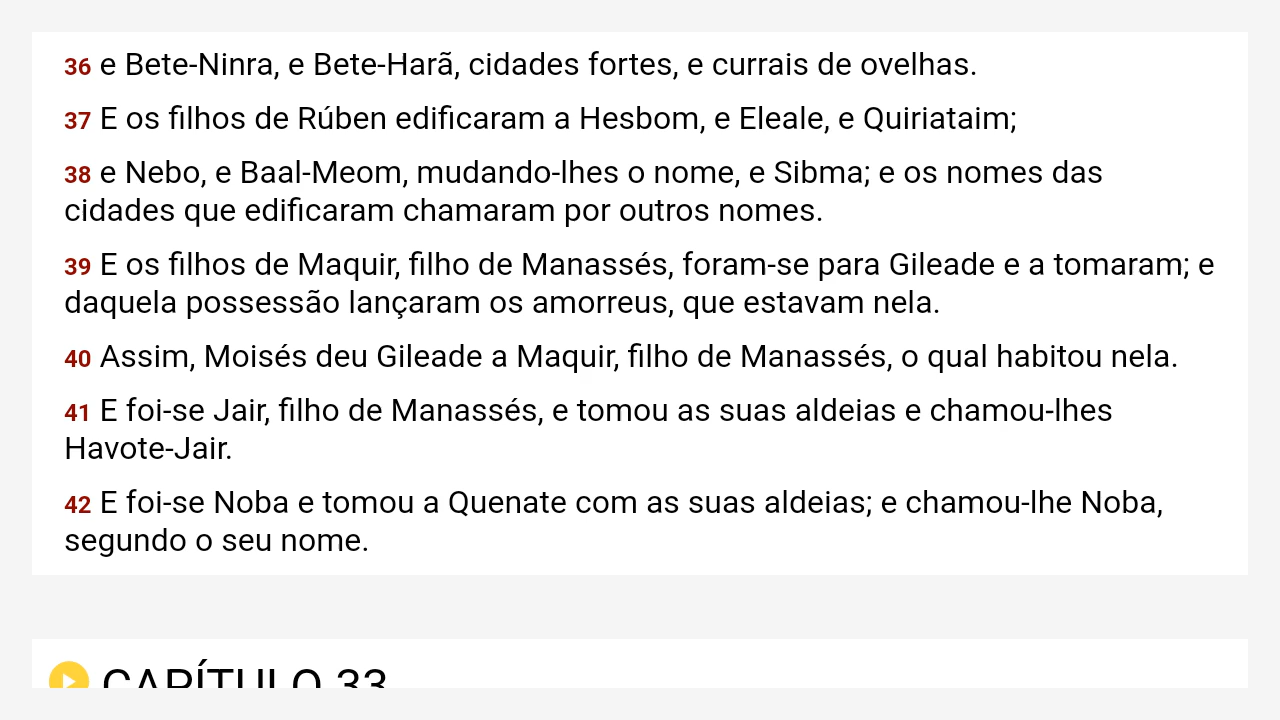 36 e Bete-Ninra, e Bete-Harã, cidades fortes, e currais de ovelhas.
37 E os filhos de Rúben edificaram a Hesbom, e Eleale, e Quiriataim;
38 e Nebo, e Baal-Meom, mudando-lhes o nome, e Sibma; e os nomes das
cidades que edificaram chamaram por outros nomes.
39 E os filhos de Maquir, filho de Manassés, foram-se para Gileade e a tomaram; e
daquela possessão lançaram os amorreus, que estavam nela.
40 Assim, Moisés deu Gileade a Maquir, filho de Manassés, o qual habitou nela.
41 E foi-se Jair, filho de Manassés, e tomou as suas aldeias e chamou-lhes
Havote-Jair.
42 E foi-se Noba e tomou a Quenate com as suas aldeias; e chamou-lhe Noba,
segundo o seu nome.
CAPÍTULO 33